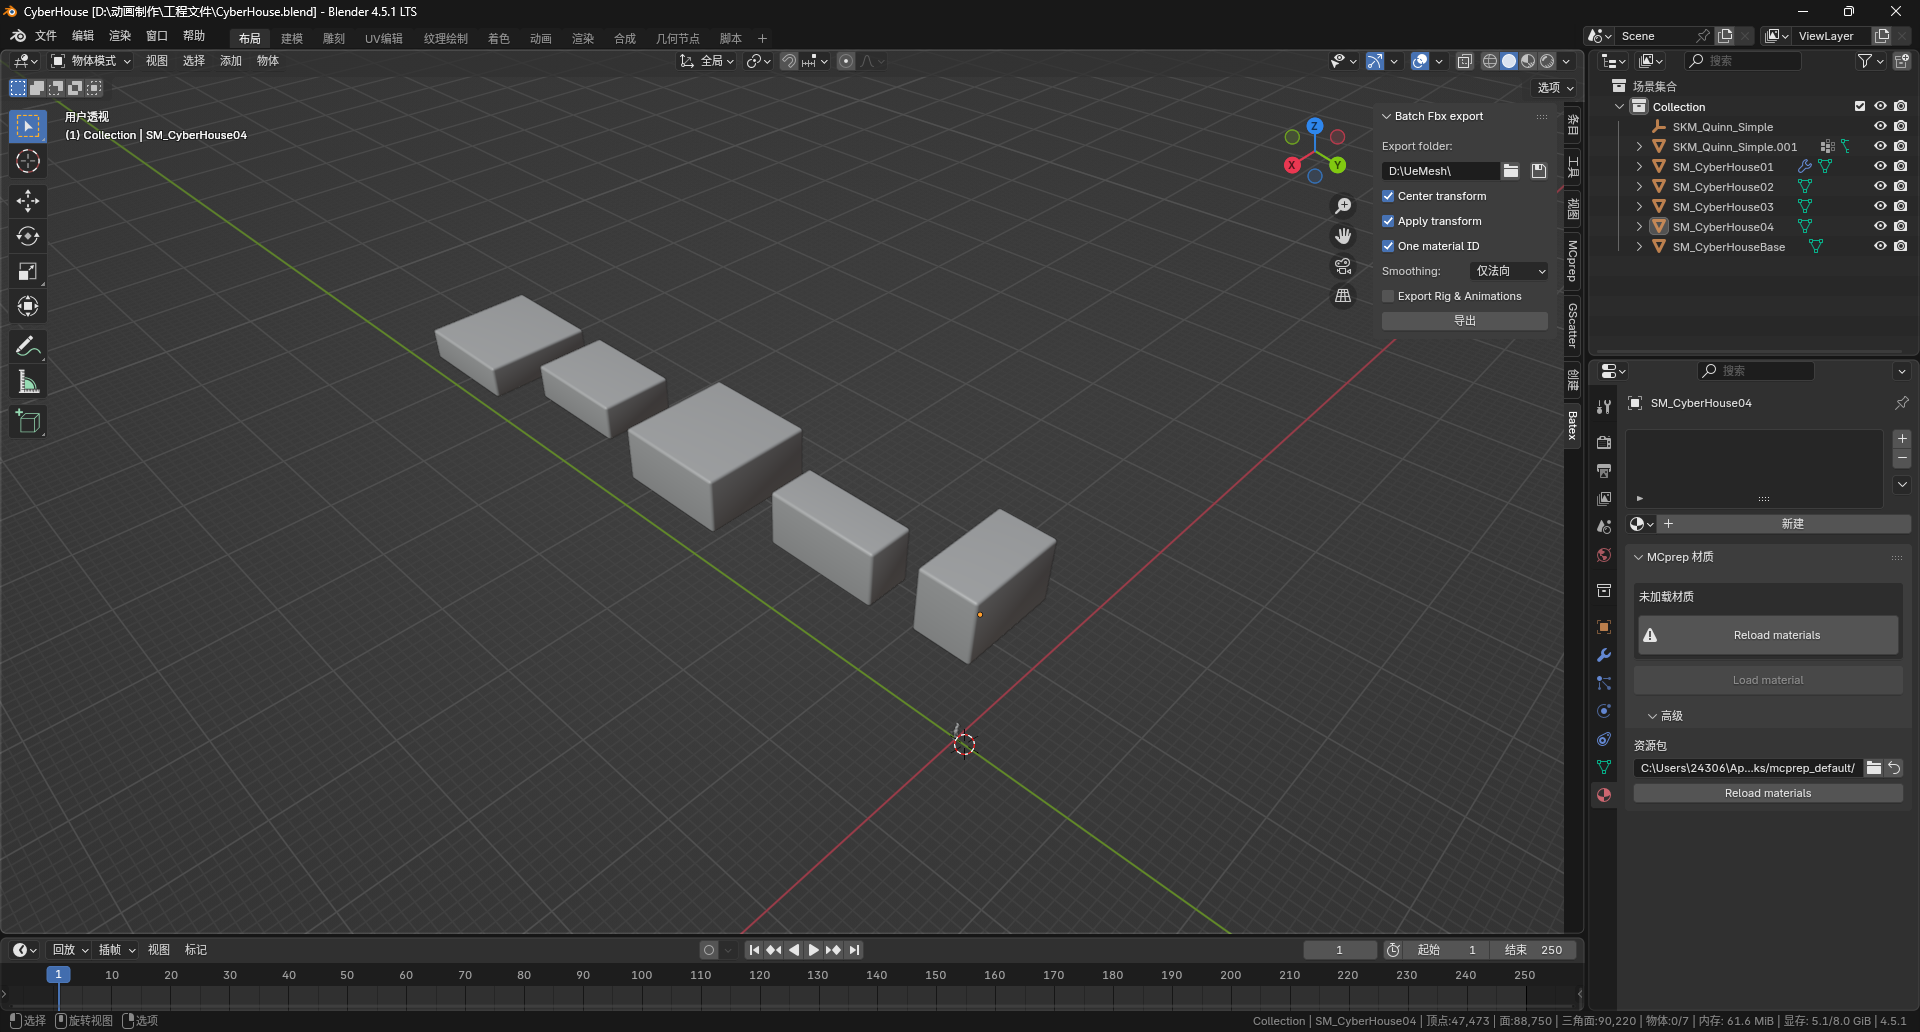 CyberHouse [D:\动画制作\工程文件\CyberHouse.blend] - Blender 4.5.1 LTS
文件 编辑 渲染 窗口 帮助 布局 建模 雕刻 UV编辑 纹理绘制 着色 动画 渲染 合成 几何节点 脚本 + Scene ViewLayer
物体模式 视图 选择 添加 物体 全局 搜索
选项
用户透视
(1) Collection | SM_CyberHouse04
Z
X
Y
Batch Fbx export
Export folder:
D:\UeMesh\
Center transform
Apply transform
One material ID
Smoothing: 仅法向
Export Rig & Animations
导出
条目
工具
视图
MCprep
GScatter
创建
Batex
场景集合
Collection
SKM_Quinn_Simple
SKM_Quinn_Simple.001
SM_CyberHouse01
SM_CyberHouse02
SM_CyberHouse03
SM_CyberHouse04
SM_CyberHouseBase
搜索
SM_CyberHouse04
新建
MCprep 材质
未加载材质
Reload materials
Load material
高级
资源包
C:\Users\24306\Ap...ks/mcprep_default/
Reload materials
回放 插帧 视图 标记 1 起始 1 结束 250
1 10 20 30 40 50 60 70 80 90 100 110 120 130 140 150 160 170 180 190 200 210 220 230 240 250
选择 旋转视图 选项 Collection | SM_CyberHouse04 | 顶点:47,473 | 面:88,750 | 三角面:90,220 | 物体:0/7 | 内存: 61.6 MiB | 显存: 5.1/8.0 GiB | 4.5.1